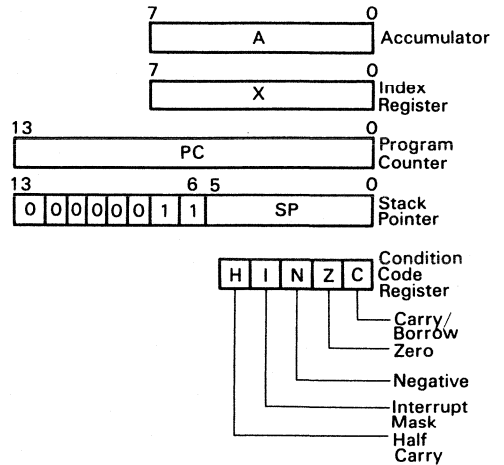 7 0
A Accumulator
7 0
X Index
Register
13 0
PC Program
Counter
13 6 5 0
0 0 0 0 0 0 1 1 SP Stack
Pointer
Condition
H I N Z C Code
Register
Carry/
Borrow
Zero
Negative
Interrupt
Mask
Half
Carry